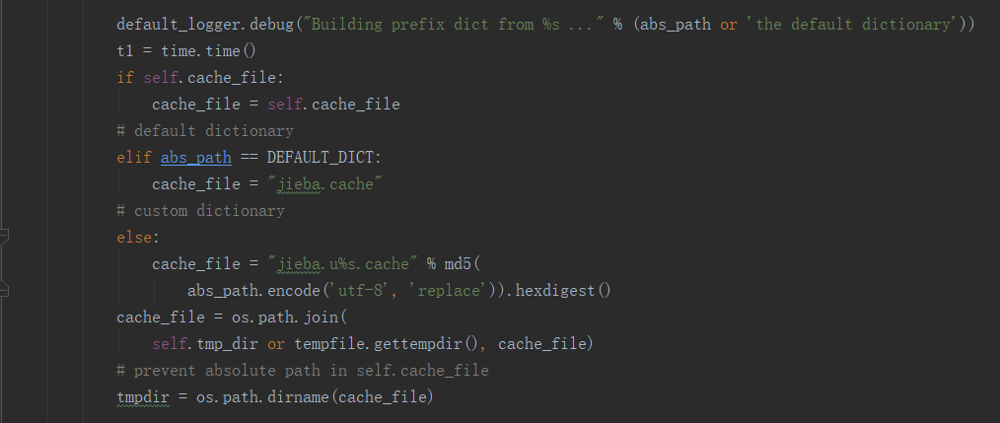 default_logger.debug("Building prefix dict from %s ..." % (abs_path or 'the default dictionary'))
t1 = time.time()
if self.cache_file:
cache_file = self.cache_file
# default dictionary
elif abs_path == DEFAULT_DICT:
cache_file = "jieba.cache"
# custom dictionary
else:
cache_file = "jieba.u%s.cache" % md5(
abs_path.encode('utf-8', 'replace')).hexdigest()
cache_file = os.path.join(
self.tmp_dir or tempfile.gettempdir(), cache_file)
# prevent absolute path in self.cache_file
tmpdir = os.path.dirname(cache_file)